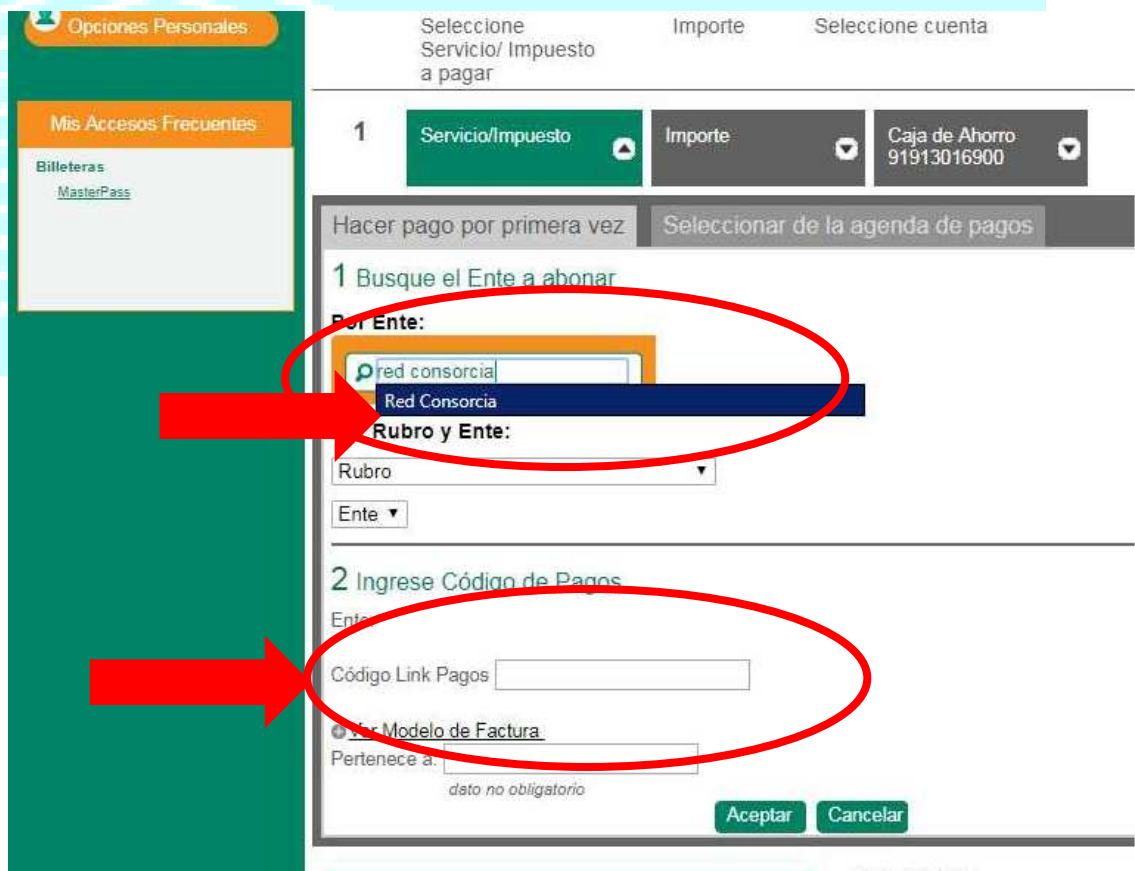 Opciones Personales
Seleccione
Servicio/ Impuesto
a pagar
Importe
Seleccione cuenta
Mis Accesos Frecuentes
Billeteras
MasterPass
1
Servicio/Impuesto
Importe
Caja de Ahorro
91913016900
Hacer pago por primera vez
Seleccionar de la agenda de pagos
1 Busque el Ente a abonar
Por Ente:
red consorcia
Red Consorcia
Rubro y Ente:
Rubro
Ente
2 Ingrese Código de Pagos
Ente:
Código Link Pagos
Ver Modelo de Factura
Pertenece a:
dato no obligatorio
Aceptar
Cancelar